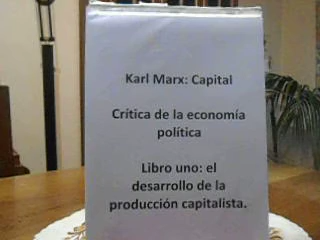 Karl Marx: Capital
Crítica de la economía
política
Libro uno: el
desarrollo de la
producción capitalista.